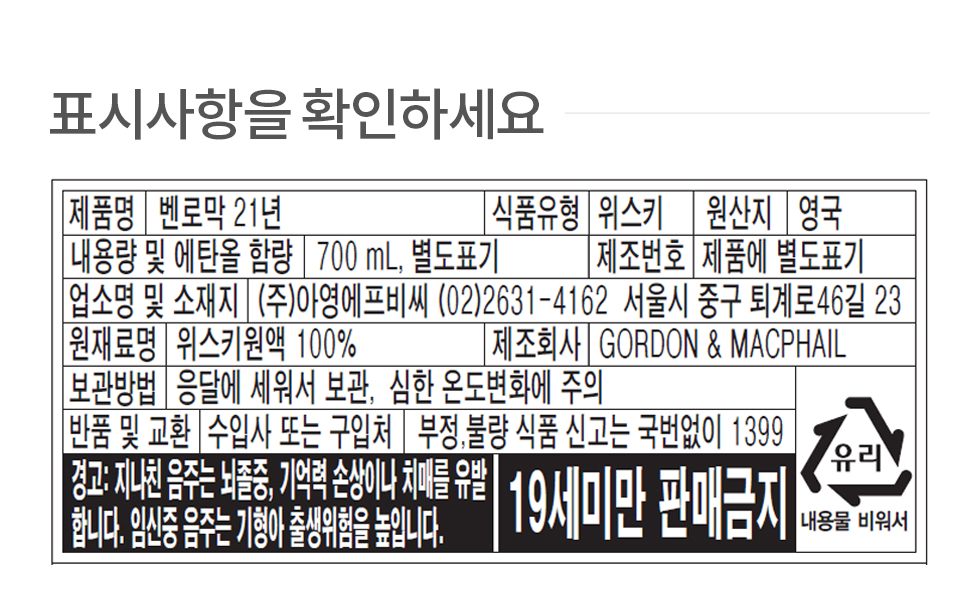 표시사항을 확인하세요
제품명 벤로막 21년 식품유형 위스키 원산지 영국
내용량 및 에탄올 함량 700 mL, 별도표기 제조번호 제품에 별도표기
업소명 및 소재지 (주)아영에프비씨 (02)2631-4162 서울시 중구 퇴계로46길 23
원재료명 위스키원액 100% 제조회사 GORDON & MACPHAIL
보관방법 응달에 세워서 보관, 심한 온도변화에 주의
반품 및 교환 수입사 또는 구입처 부정,불량 식품 신고는 국번없이 1399
경고: 지나친 음주는 뇌졸중, 기억력 손상이나 치매를 유발
합니다. 임신중 음주는 기형아 출생위험을 높입니다.
19세미만 판매금지
유리
내용물 비워서